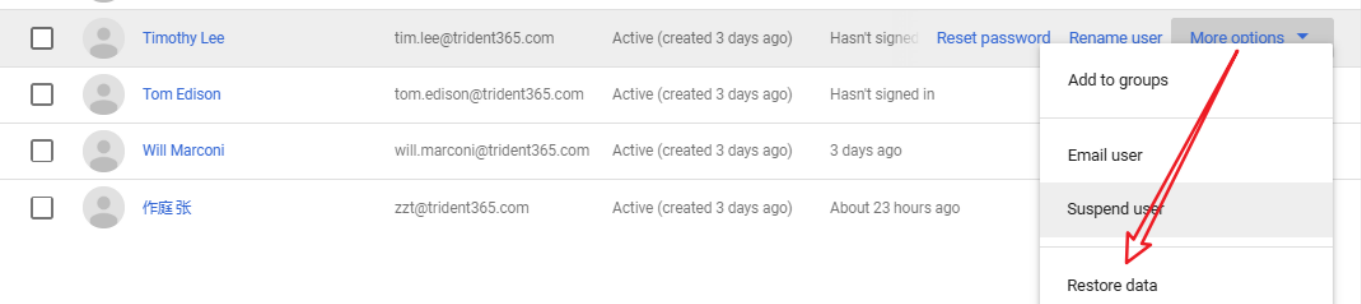 Timothy Lee tim.lee@trident365.com Active (created 3 days ago) Hasn't signed Reset password Rename user More options
Add to groups
Tom Edison tom.edison@trident365.com Active (created 3 days ago) Hasn't signed in
Will Marconi will.marconi@trident365.com Active (created 3 days ago) 3 days ago
Email user
作庭 张 zzt@trident365.com Active (created 3 days ago) About 23 hours ago
Suspend user
Restore data